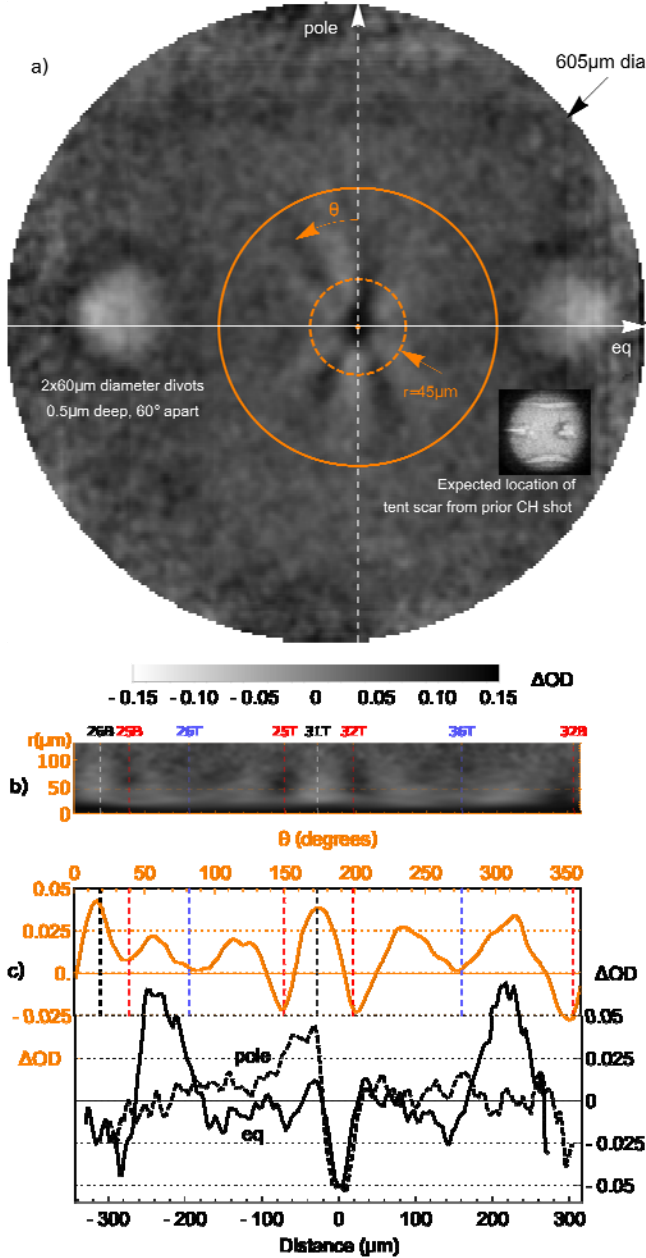 pole
a)
605µm dia
θ
eq
2x60µm diameter divots
0.5µm deep, 60° apart
r=45µm
Expected location of
tent scar from prior CH shot
ΔOD
- 0.15 - 0.10 - 0.05 0 0.05 0.10 0.15
26B 25B 26T 25T 31T 32T 36T 32B
r(µm)
100
b) 50
0
θ (degrees)
0 50 100 150 200 250 300 350
0.05
0.025
c) 0. ΔOD
- 0.025 0.05
ΔOD
pole 0.025
0
eq
- 0.025
- 0.05
- 300 - 200 - 100 0 100 200 300
Distance (µm)